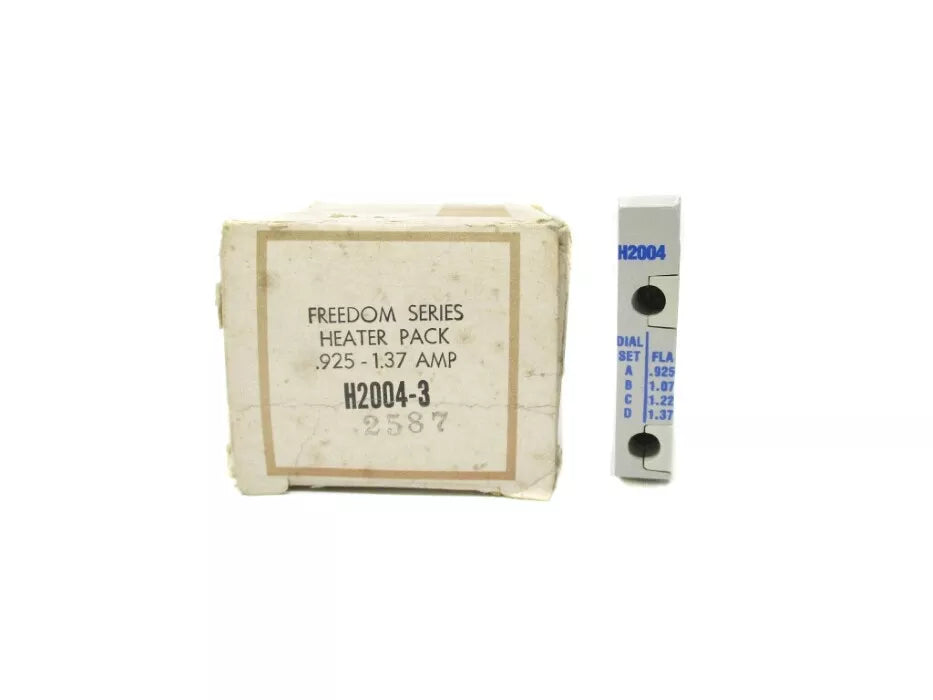 FREEDOM SERIES
HEATER PACK
.925 - 1.37 AMP
H2004-3
2587
H2004
DIAL
SET FLA
A .925
B 1.07
C 1.22
D 1.37